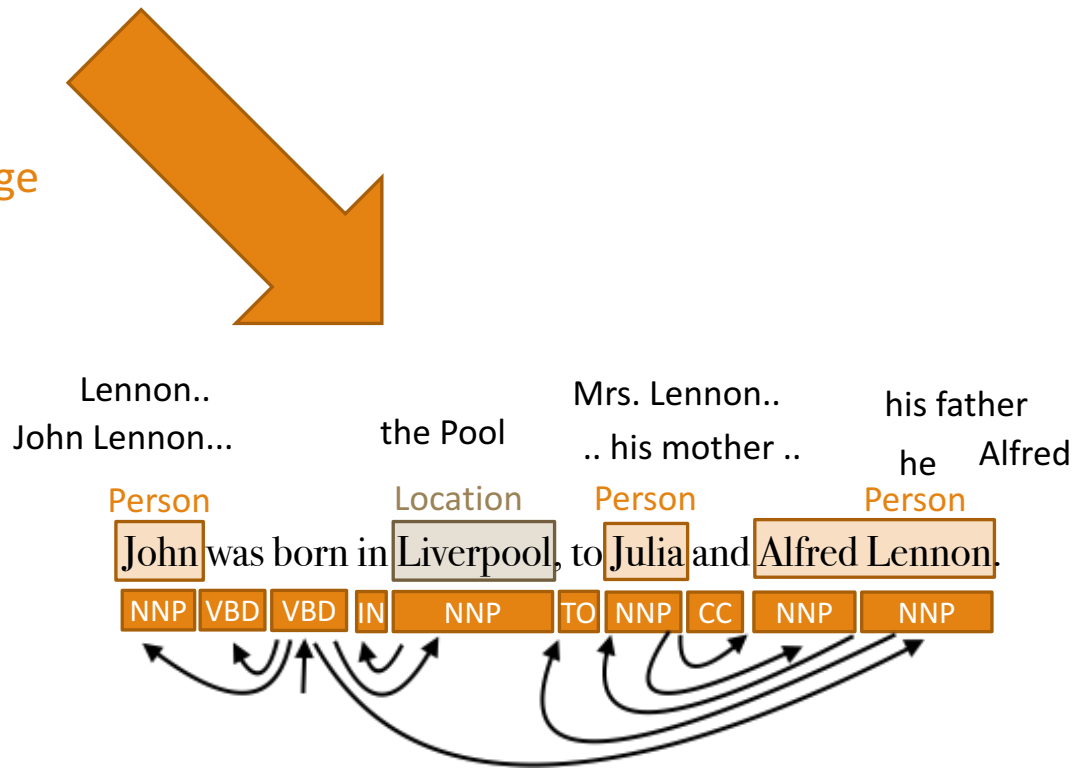 ge
Lennon..
John Lennon...
the Pool
Mrs. Lennon..
.. his mother ..
his father
he
Alfred
Person
Location
Person
Person
John was born in Liverpool, to Julia and Alfred Lennon.
NNP VBD VBD IN NNP TO NNP CC NNP NNP